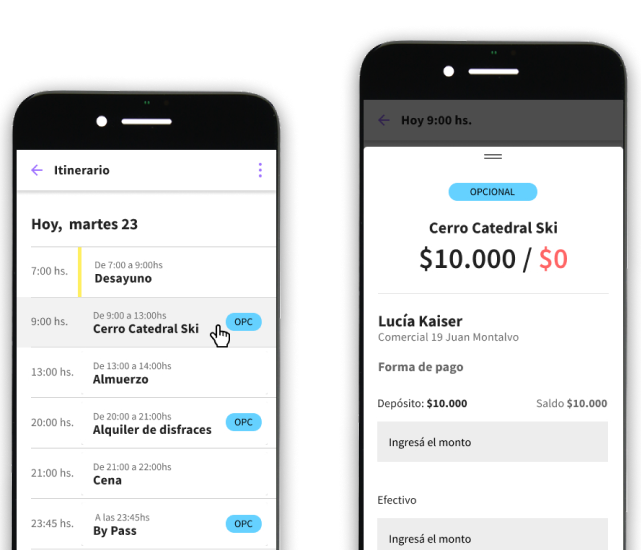 Itinerario
Hoy, martes 23
7:00 hs.
De 7:00 a 9:00hs
Desayuno
9:00 hs.
De 9:00 a 13:00hs
Cerro Catedral Ski
OPC
13:00 hs.
De 13:00 a 14:00hs
Almuerzo
20:00 hs.
De 20:00 a 21:00hs
Alquiler de disfraces
OPC
21:00 hs.
De 21:00 a 22:00hs
Cena
23:45 hs.
A las 23:45hs
By Pass
OPC
Hoy 9:00 hs.
OPCIONAL
Cerro Catedral Ski
$10.000 / $0
Lucía Kaiser
Comercial 19 Juan Montalvo
Forma de pago
Depósito: $10.000
Saldo $10.000
Ingresá el monto
Efectivo
Ingresá el monto